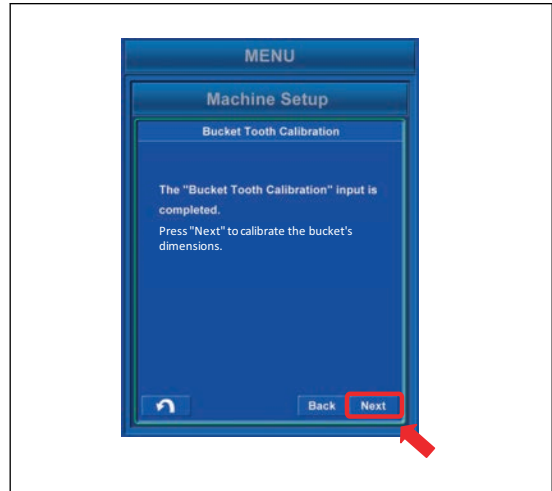 MENU
Machine Setup
Bucket Tooth Calibration
The "Bucket Tooth Calibration" input is
completed.
Press "Next" to calibrate the bucket's
dimensions.
Back Next